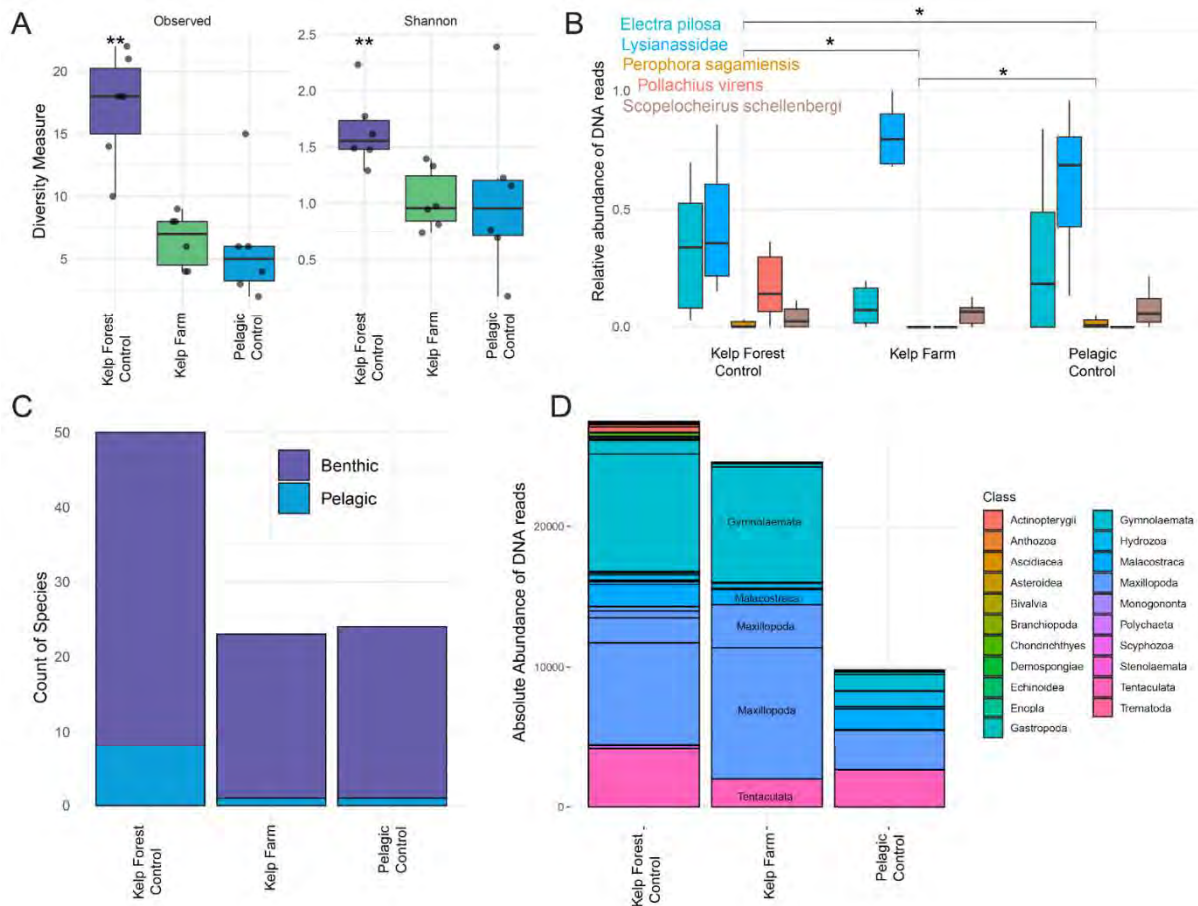 A
Observed
Shannon
Diversity Measure
20
15
10
5
**
2.5
2.0
1.5
1.0
0.5
**
Kelp Forest
Control
Kelp Farm
Pelagic
Control
Kelp Forest
Control
Kelp Farm
Pelagic
Control
B
Electra pilosa
Lysianassidae
Perophora sagamiensis
Pollachius virens
Scopelocheirus schellenbergi
*
*
*
Relative abundance of DNA reads
1.0
0.5
0.0
Kelp Forest
Control
Kelp Farm
Pelagic
Control
C
Count of Species
50
40
30
20
10
0
Benthic
Pelagic
Kelp Forest
Control
Kelp Farm
Pelagic
Control
D
Absolute Abundance of DNA reads
20000
10000
0
Gymnolaemata
Malacostraca
Maxillopoda
Maxillopoda
Tentaculata
Kelp Forest
Control
Kelp Farm
Pelagic
Control
Class
Actinopterygii
Anthozoa
Ascidiacea
Asteroidea
Bivalvia
Branchiopoda
Chondrichthyes
Demospongiae
Echinoidea
Enopla
Gastropoda
Gymnolaemata
Hydrozoa
Malacostraca
Maxillopoda
Monogononta
Polychaeta
Scyphozoa
Stenolaemata
Tentaculata
Trematoda